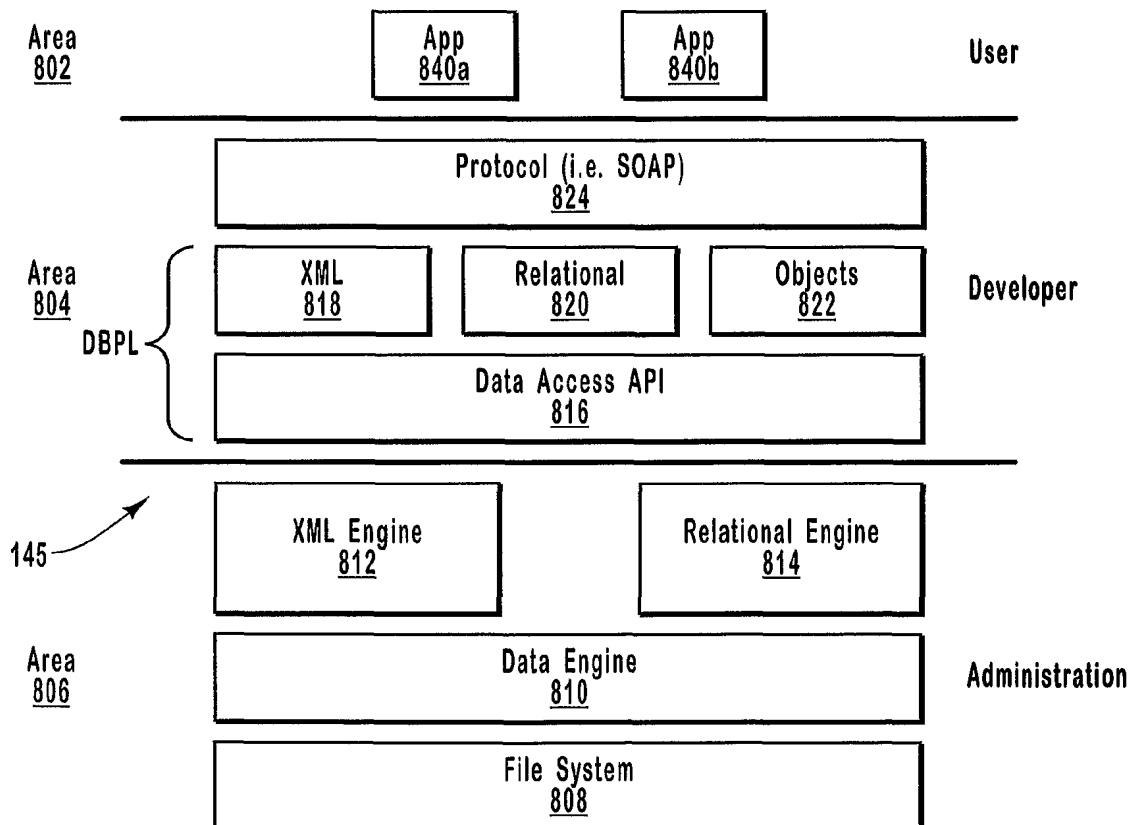 Area
802
App
840a
App
840b
User
Protocol (i.e. SOAP)
824
Area
804
DBPL
XML
818
Relational
820
Objects
822
Developer
Data Access API
816
145
XML Engine
812
Relational Engine
814
Area
806
Data Engine
810
Administration
File System
808